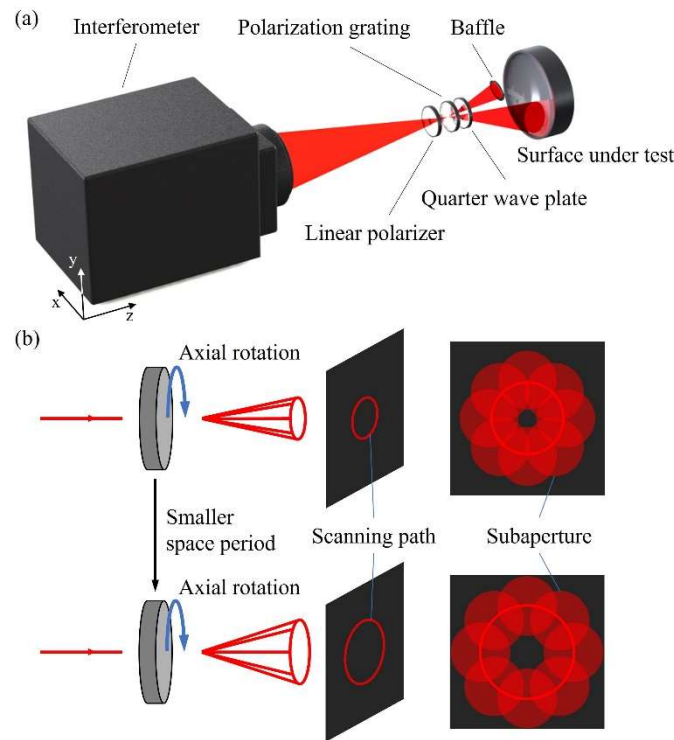 (a)
Interferometer
Polarization grating
Baffle
Surface under test
Quarter wave plate
Linear polarizer
y
x
z
(b)
Axial rotation
Smaller
space period
Scanning path
Subaperture
Axial rotation